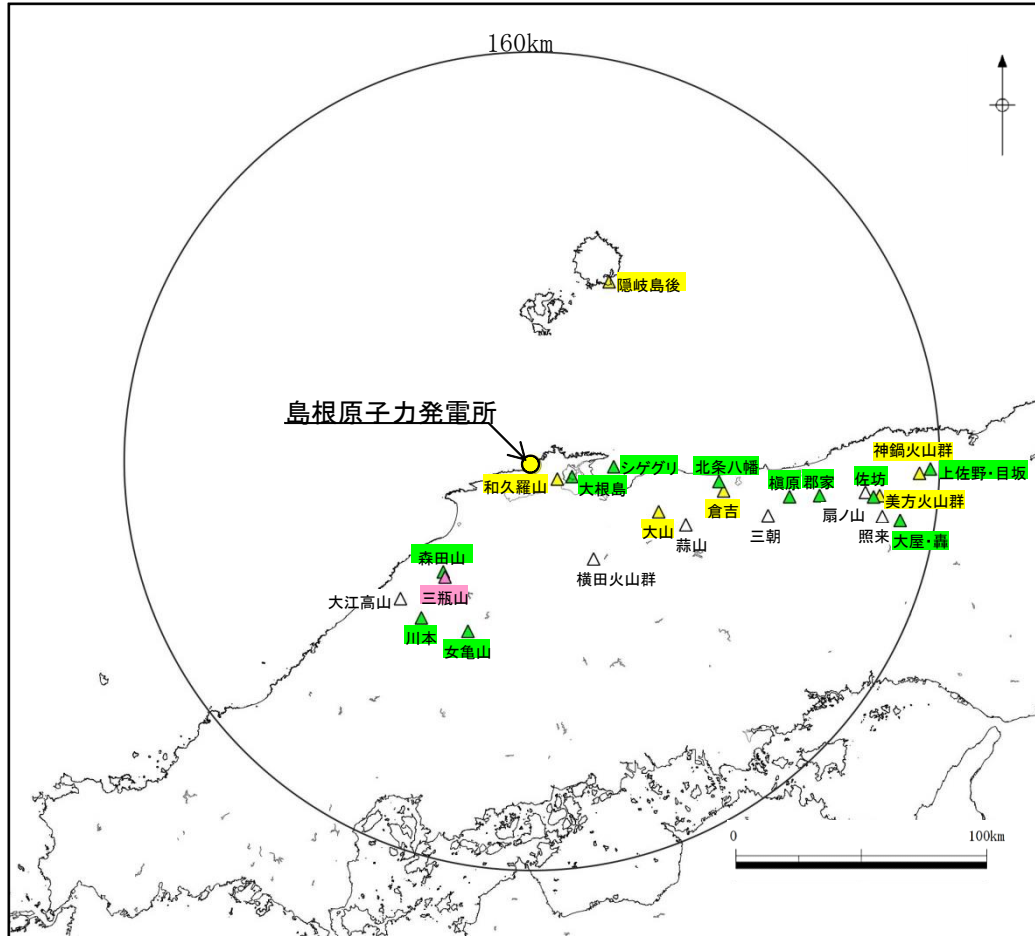 160km
隠岐島後
島根原子力発電所
神鍋火山群
シゲグリ
北条八幡
上佐野・目坂
和久羅山
大根島
槇原
郡家
佐坊
倉吉
美方火山群
大山
扇ノ山
照来
蒜山
三朝
大屋・轟
森田山
横田火山群
三瓶山
大江高山
川本
女亀山
0
100km